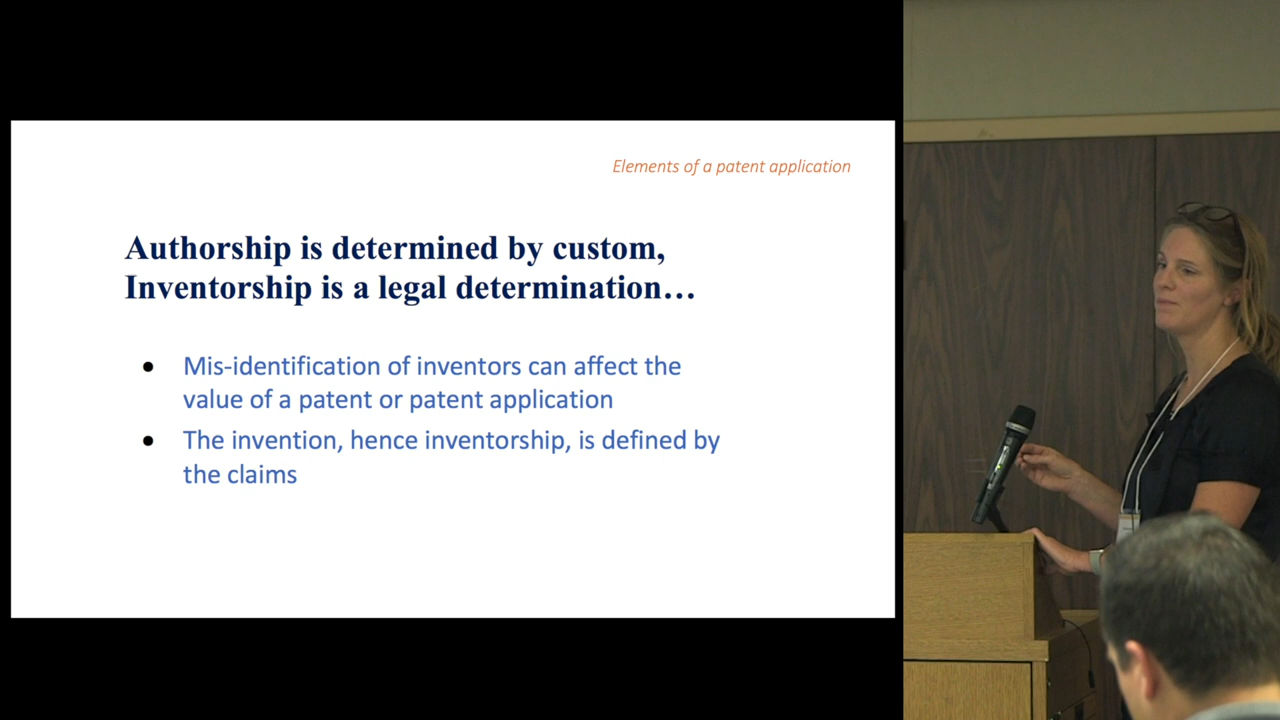 Elements of a patent application
Authorship is determined by custom,
Inventorship is a legal determination…
● Mis-identification of inventors can affect the
value of a patent or patent application
● The invention, hence inventorship, is defined by
the claims